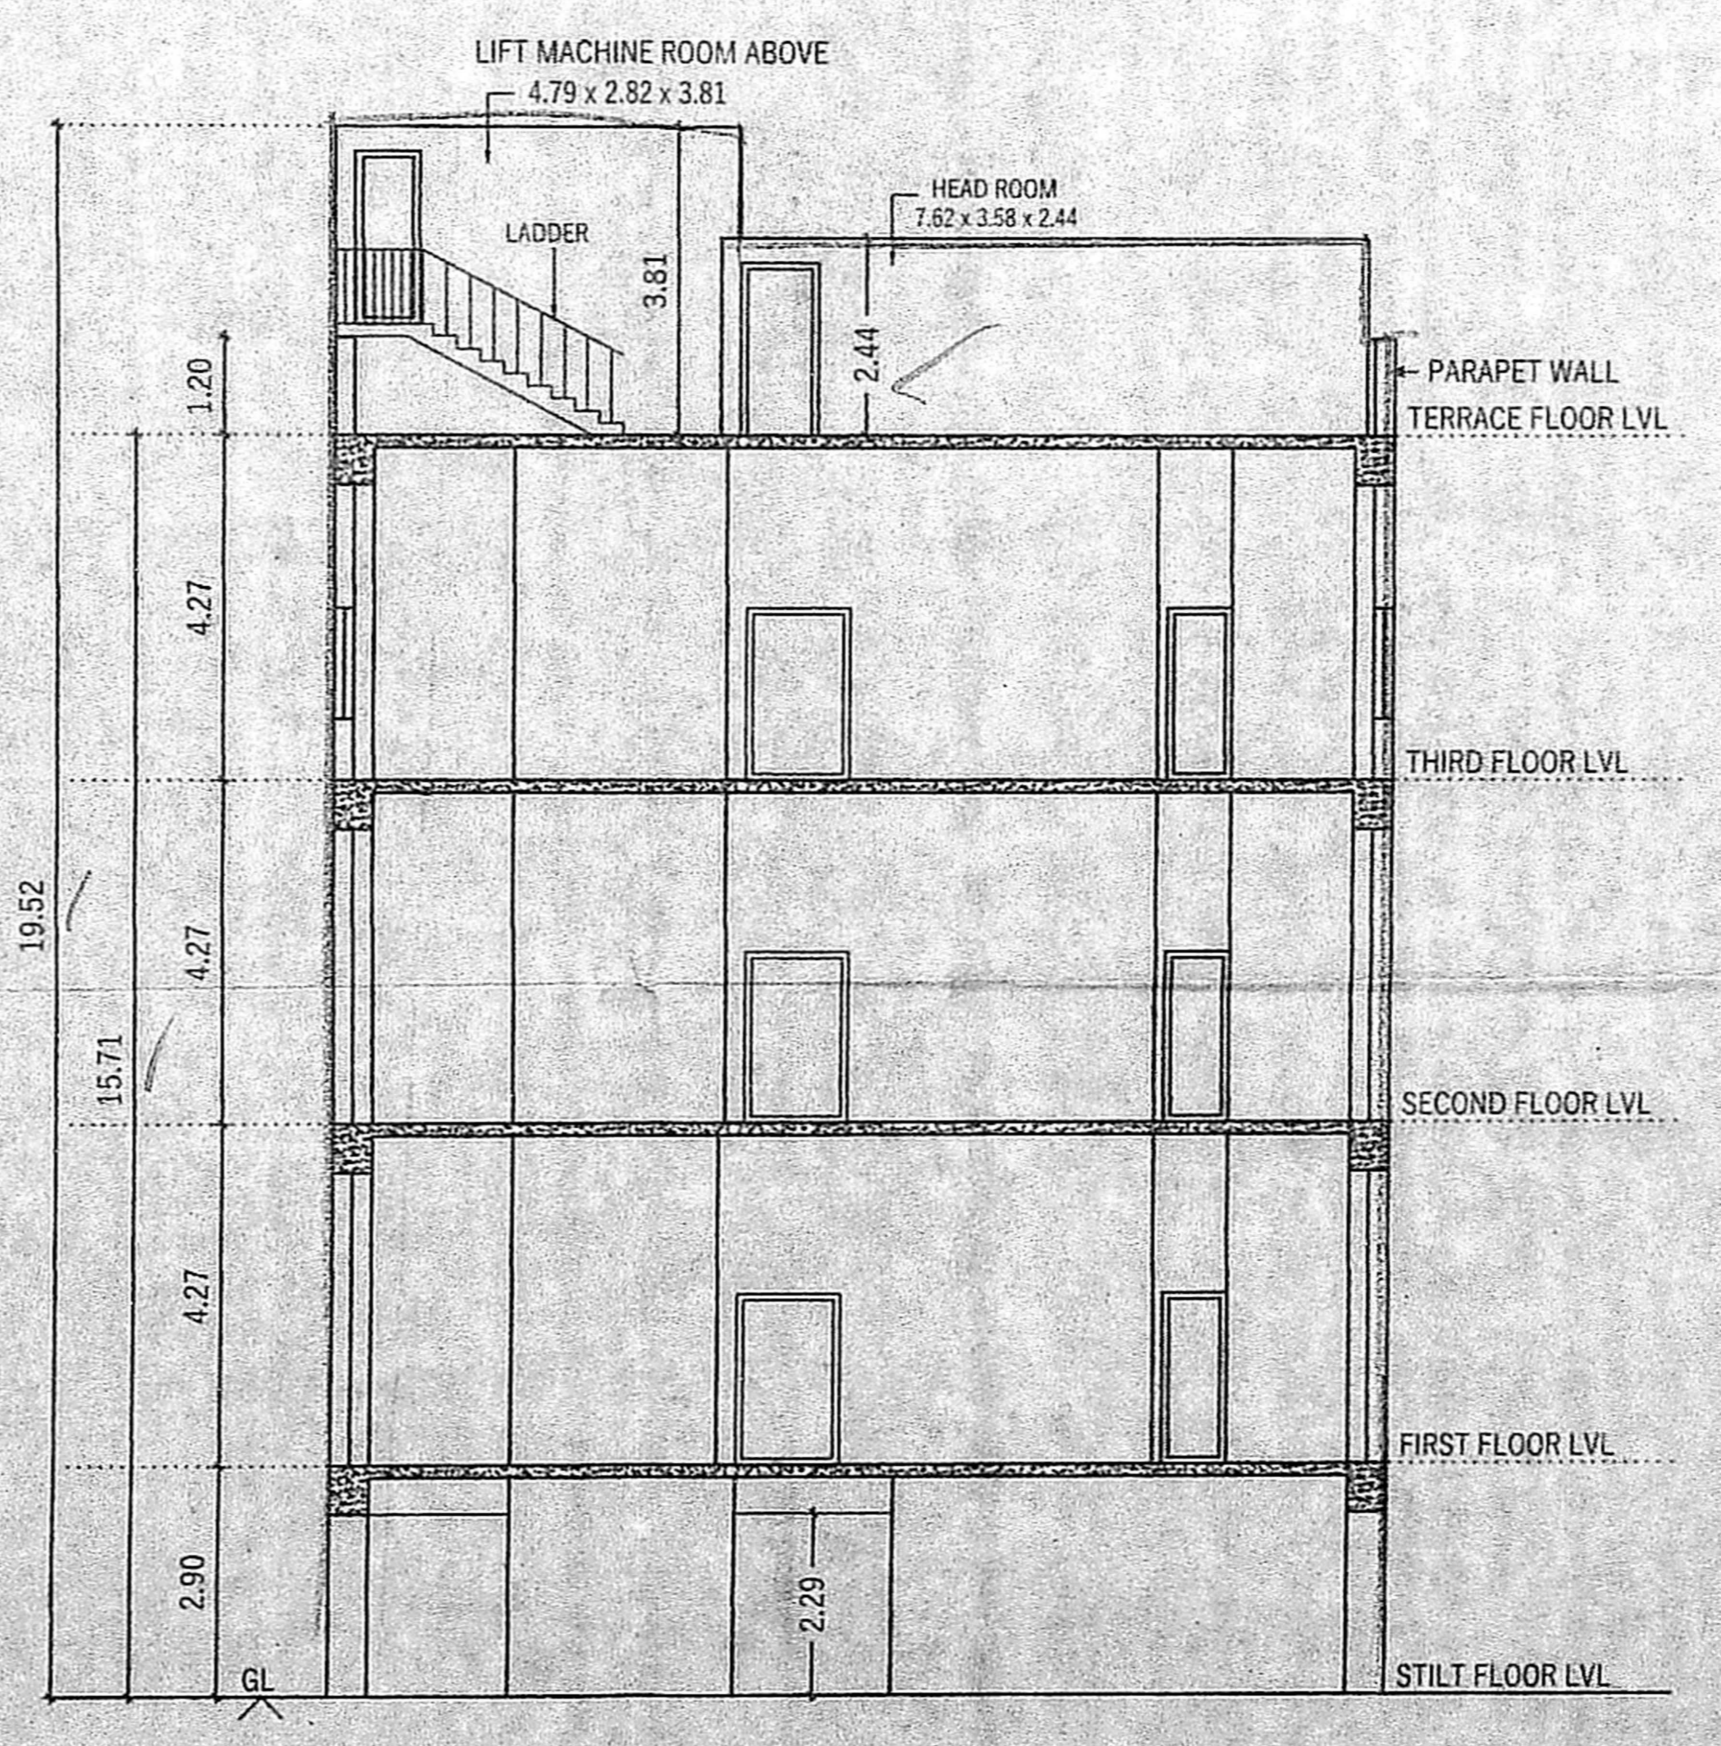 LIFT MACHINE ROOM ABOVE
4.79 x 2.82 x 3.81
HEAD ROOM
7.62 x 3.58 x 2.44
LADDER
3.81
2.44
1.20
PARAPET WALL
TERRACE FLOOR LVL
4.27
THIRD FLOOR LVL
19.52
4.27
15.71
SECOND FLOOR LVL
4.27
FIRST FLOOR LVL
2.90
2.29
GL
STILT FLOOR LVL